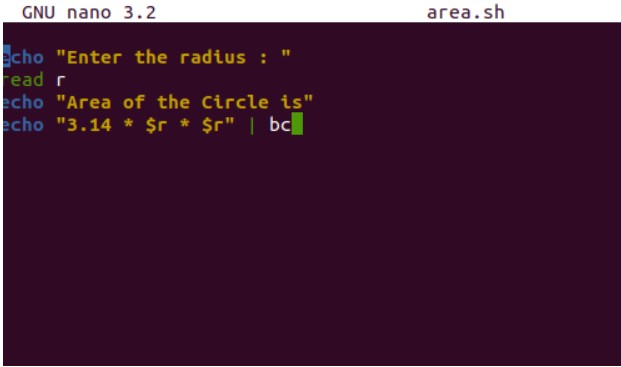 GNU nano 3.2 area.sh
echo "Enter the radius : "
read r
echo "Area of the Circle is"
echo "3.14 * $r * $r" | bc